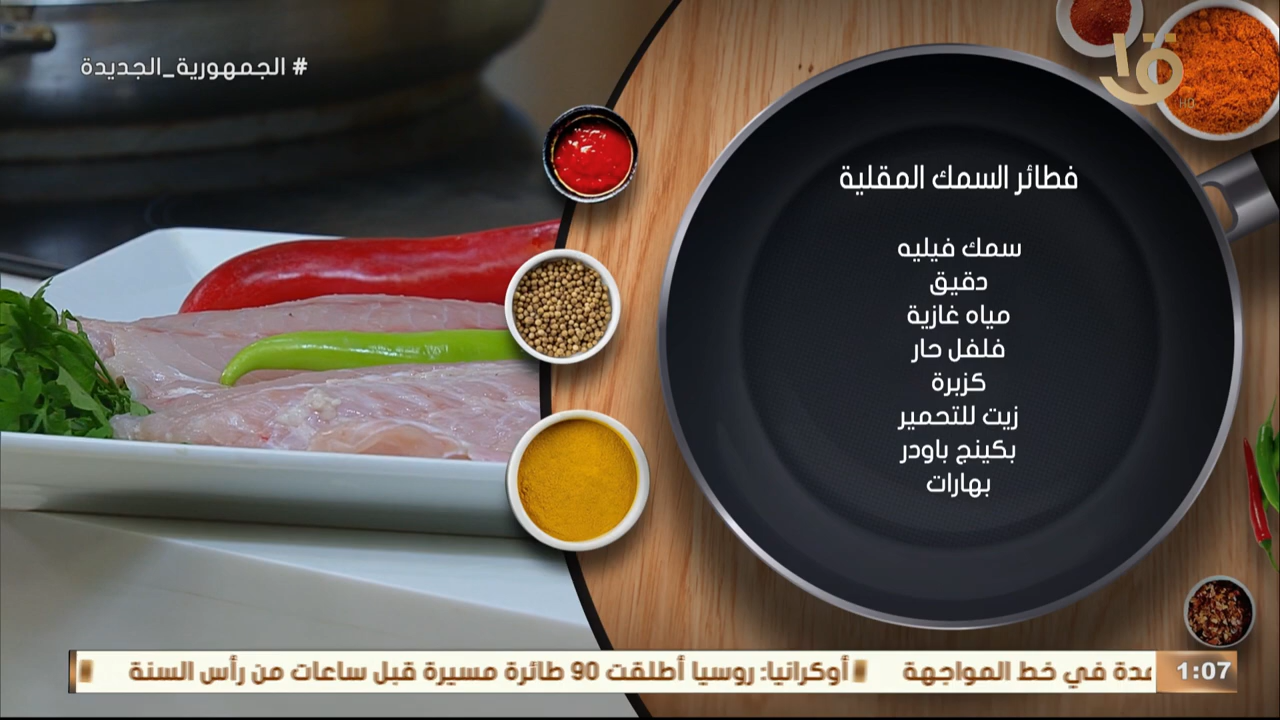 # الجمهورية_الجديدة
HD
فطائر السمك المقلية
سمك فيليه
دقيق
مياه غازية
فلفل حار
كزبرة
زيت للتحمير
بكينج باودر
بهارات
في خط المواجهة أوكرانيا: روسيا أطلقت 90 طائرة مسيرة قبل ساعات من رأس السنة
1:07